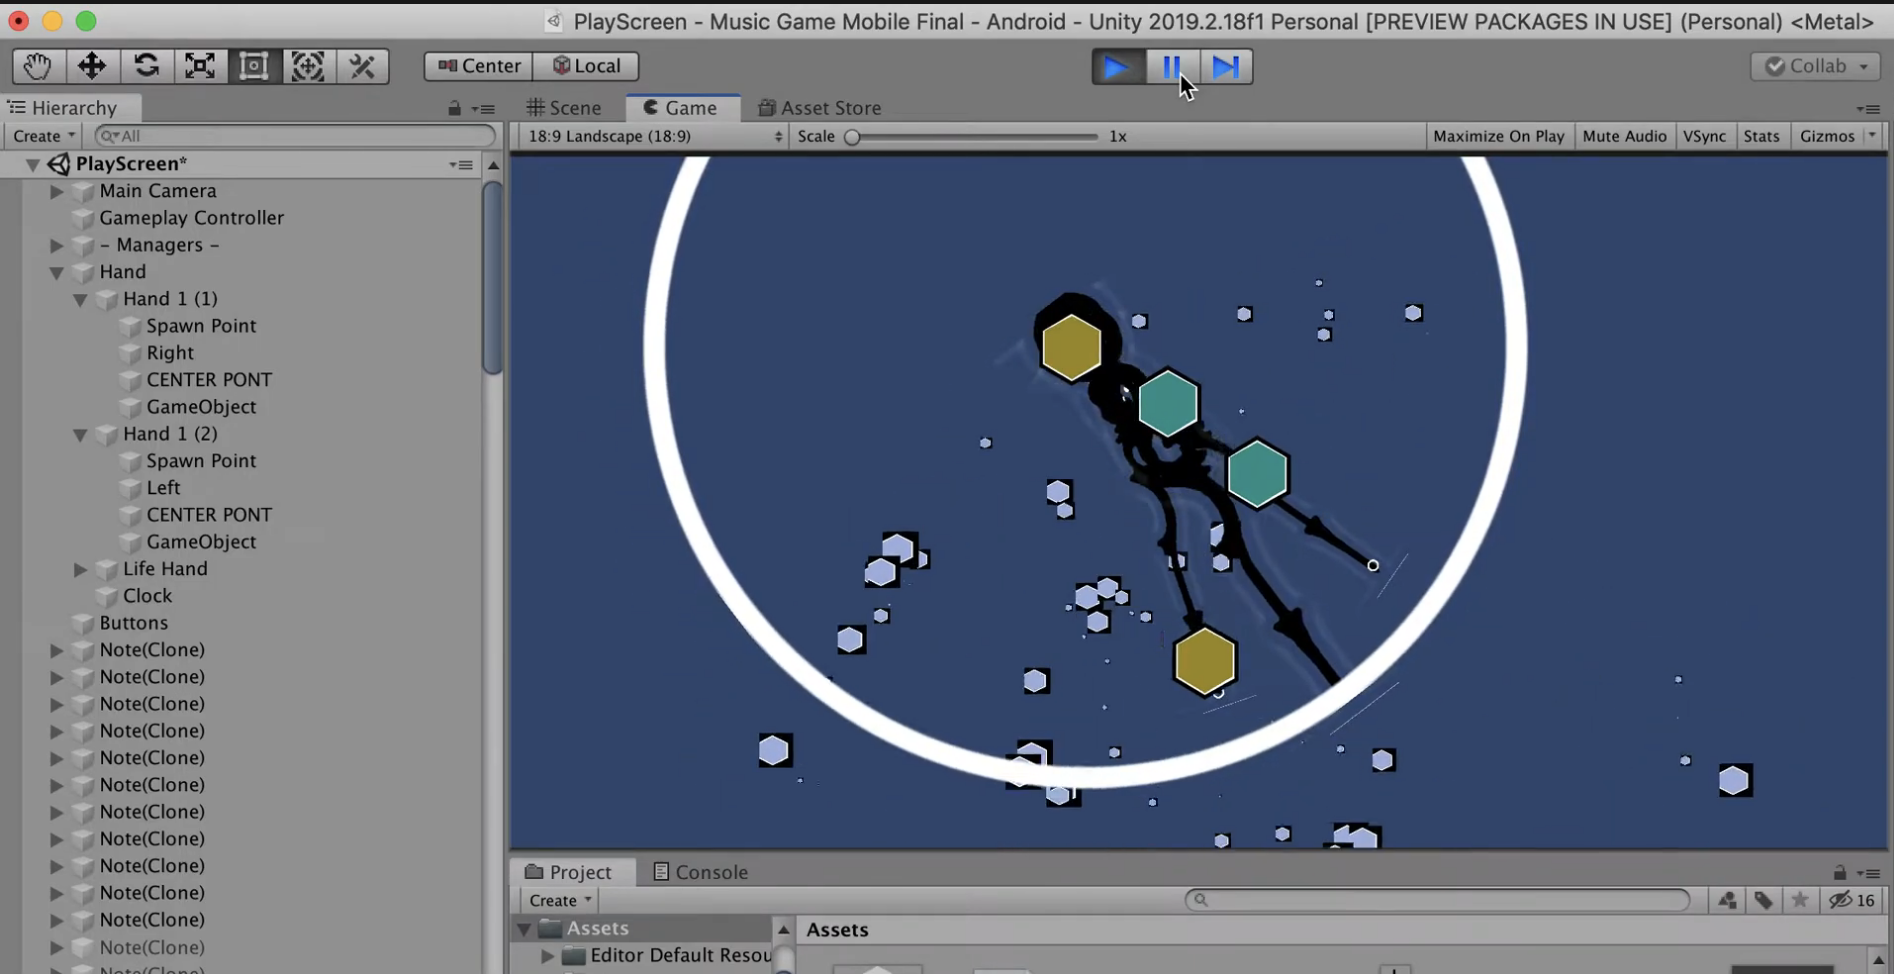 PlayScreen - Music Game Mobile Final - Android - Unity 2019.2.18f1 Personal [PREVIEW PACKAGES IN USE] (Personal) <Metal>
Center Local Collab
Hierarchy
Create All
PlayScreen*
Main Camera
Gameplay Controller
- Managers -
Hand
Hand 1 (1)
Spawn Point
Right
CENTER PONT
GameObject
Hand 1 (2)
Spawn Point
Left
CENTER PONT
GameObject
Life Hand
Clock
Buttons
Note(Clone)
Note(Clone)
Note(Clone)
Note(Clone)
Note(Clone)
Note(Clone)
Note(Clone)
Note(Clone)
Note(Clone)
Note(Clone)
Note(Clone)
Note(Clone)
Scene Game Asset Store
18:9 Landscape (18:9) Scale 1x Maximize On Play Mute Audio VSync Stats Gizmos
Project Console
Create 16
Assets
Editor Default Resou
Assets